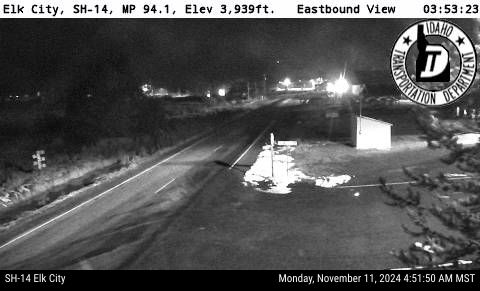 Elk City, SH-14, MP 94.1, Elev 3,939ft. Eastbound View 03:53:23
IDAHO
TRANSPORTATION DEPARTMENT
SH-14 Elk City Monday, November 11, 2024 4:51:50 AM MST